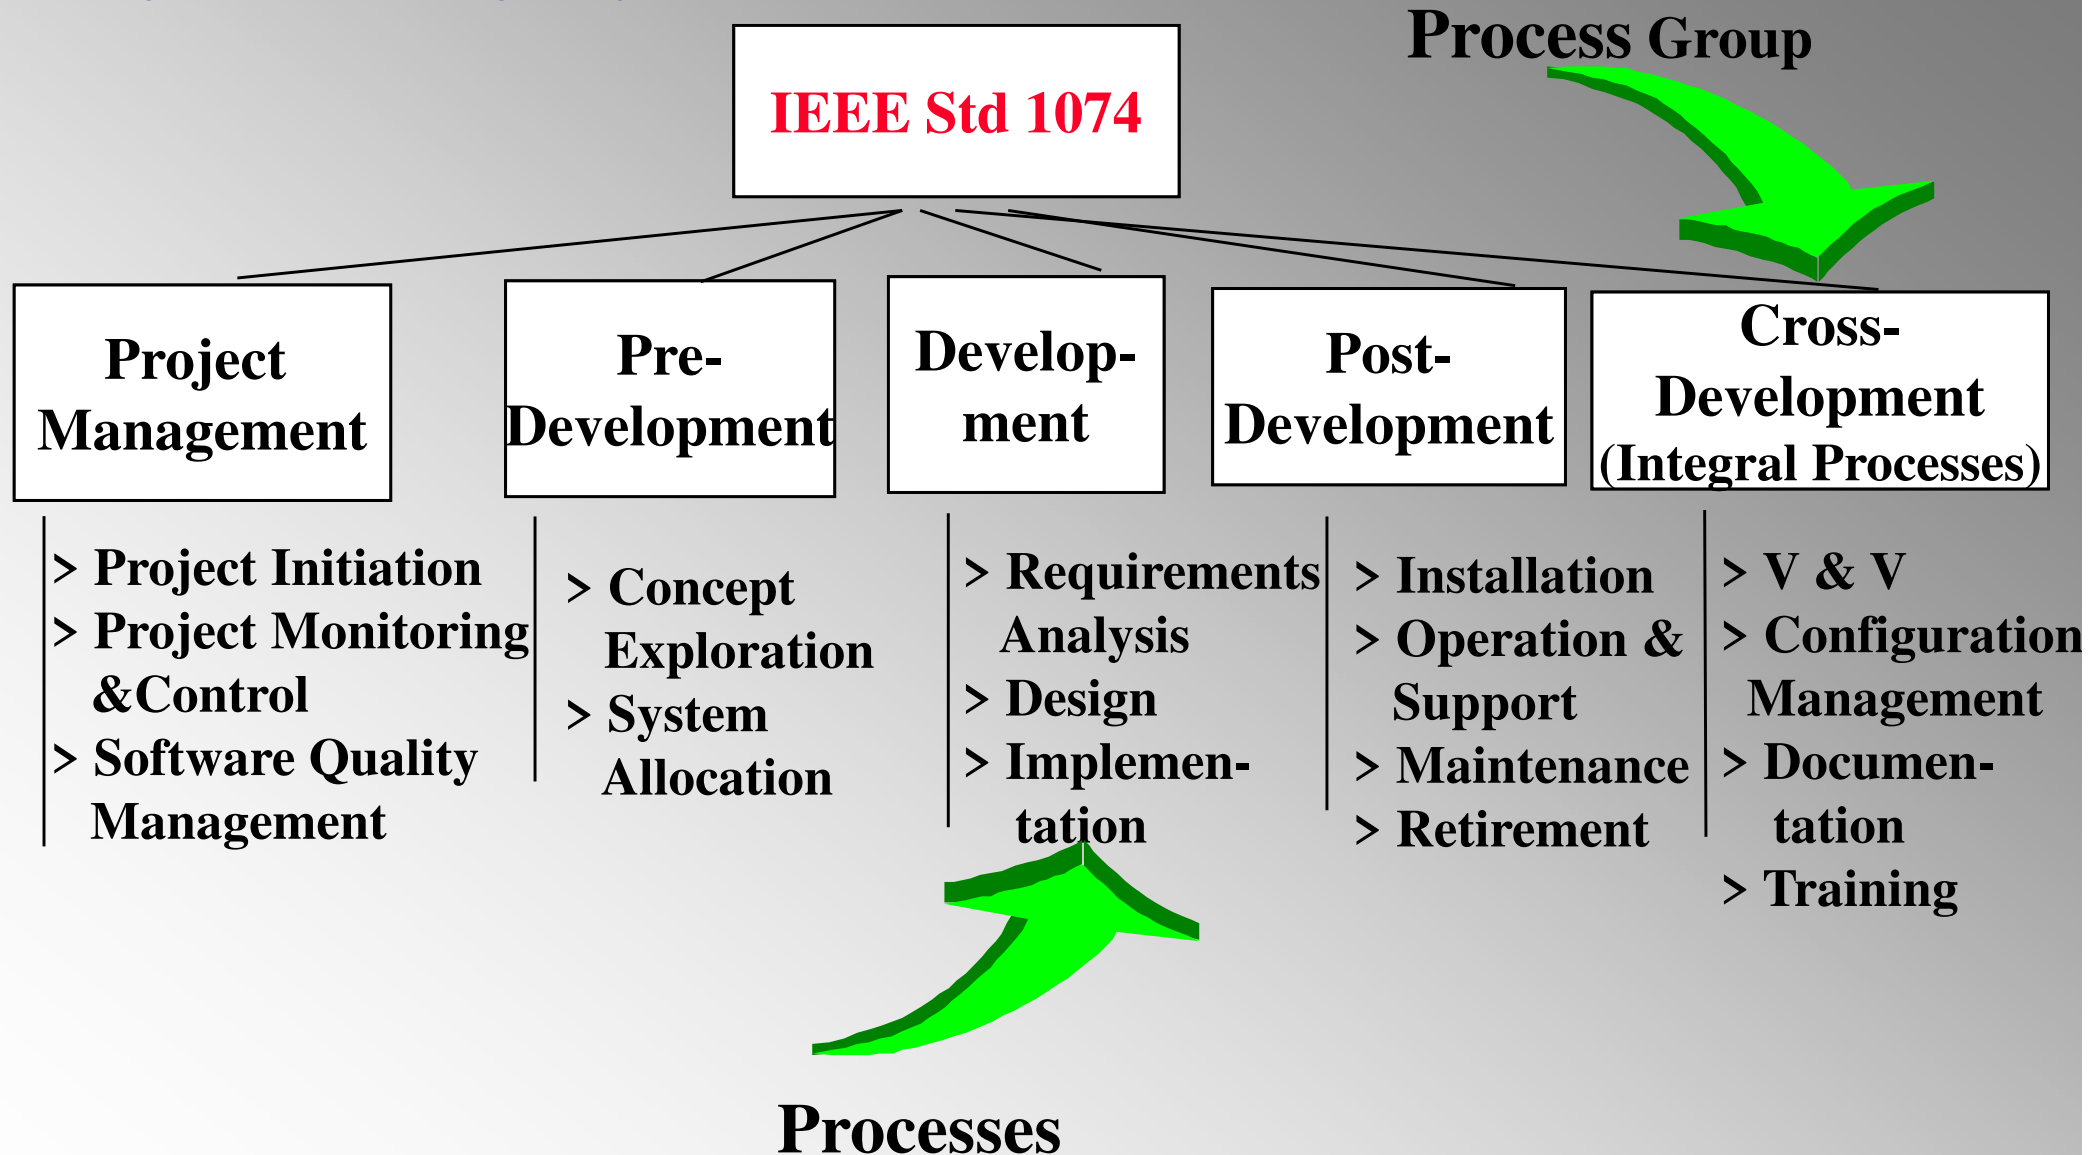 Process Group
IEEE Std 1074
Project
Management
Pre-
Development
Develop-
ment
Post-
Development
Cross-
Development
(Integral Processes)
> Project Initiation
> Project Monitoring
&Control
> Software Quality
Management
> Concept
Exploration
> System
Allocation
> Requirements
Analysis
> Design
> Implemen-
tation
> Installation
> Operation &
Support
> Maintenance
> Retirement
> V & V
> Configuration
Management
> Documen-
tation
> Training
Processes